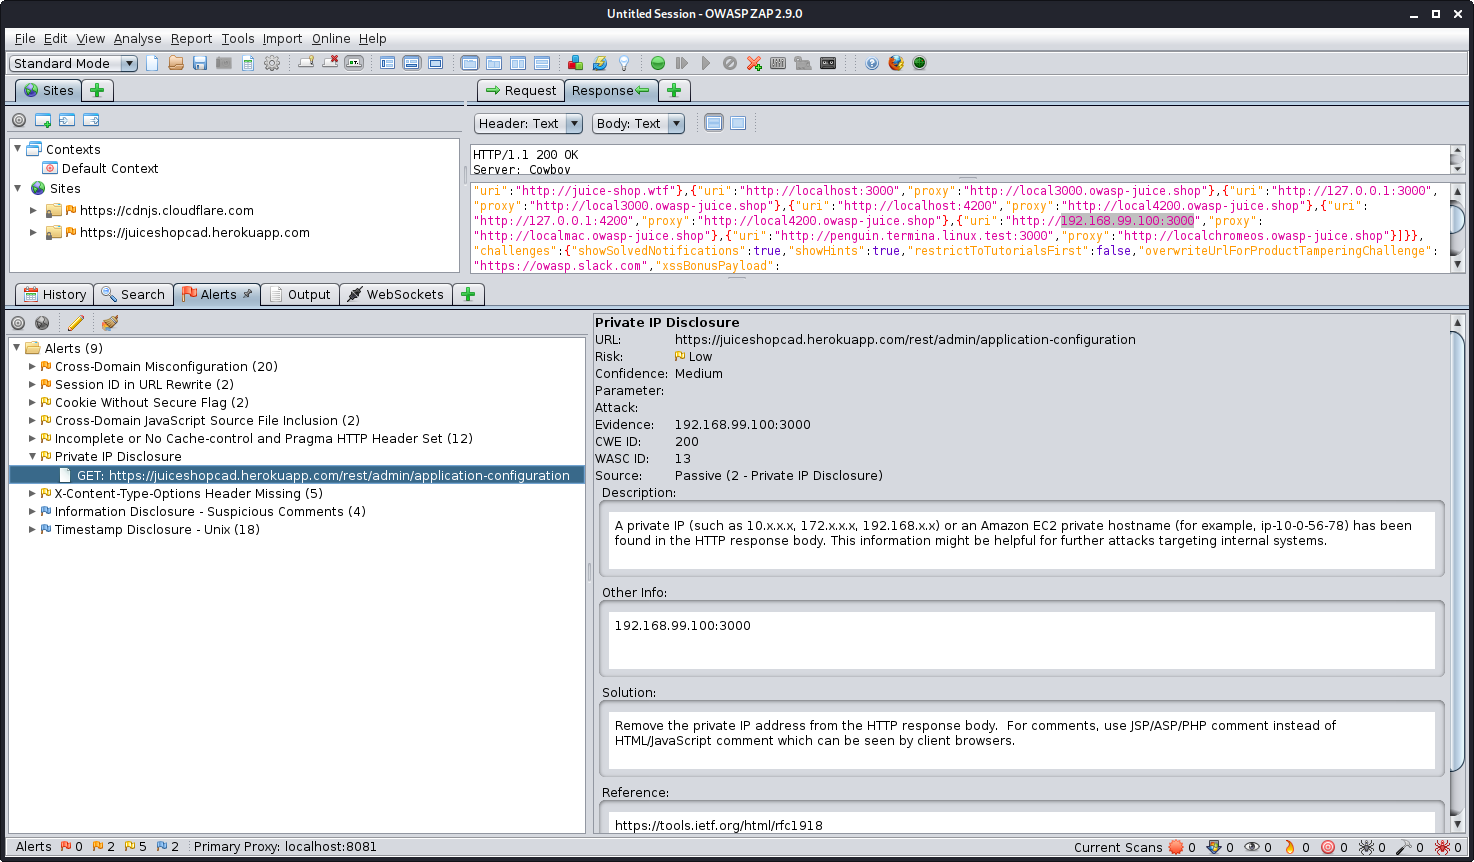 Untitled Session - OWASP ZAP 2.9.0
File Edit View Analyse Report Tools Import Online Help
Standard Mode
Sites
Request Response
Header: Text Body: Text
HTTP/1.1 200 OK
Server: Cowboy
Contexts
Default Context
Sites
https://cdnjs.cloudflare.com
https://juiceshopcad.herokuapp.com
"uri":"http://juice-shop.wtf"},{"uri":"http://localhost:3000","proxy":"http://local3000.owasp-juice.shop"},{"uri":"http://127.0.0.1:3000",
"proxy":"http://local3000.owasp-juice.shop"},{"uri":"http://localhost:4200","proxy":"http://local4200.owasp-juice.shop"},{"uri":
"http://127.0.0.1:4200","proxy":"http://local4200.owasp-juice.shop"},{"uri":"http://192.168.99.100:3000","proxy":
"http://localmac.owasp-juice.shop"},{"uri":"http://penguin.termina.linux.test:3000","proxy":"http://localchromeos.owasp-juice.shop"}]}},
"challenges":{"showSolvedNotifications":true,"showHints":true,"restrictToTutorialsFirst":false,"overwriteUrlForProductTamperingChallenge":
"https://owasp.slack.com","xssBonusPayload":
History Search Alerts Output WebSockets
Alerts (9)
Cross-Domain Misconfiguration (20)
Session ID in URL Rewrite (2)
Cookie Without Secure Flag (2)
Cross-Domain JavaScript Source File Inclusion (2)
Incomplete or No Cache-control and Pragma HTTP Header Set (12)
Private IP Disclosure
GET: https://juiceshopcad.herokuapp.com/rest/admin/application-configuration
X-Content-Type-Options Header Missing (5)
Information Disclosure - Suspicious Comments (4)
Timestamp Disclosure - Unix (18)
Private IP Disclosure
URL: https://juiceshopcad.herokuapp.com/rest/admin/application-configuration
Risk: Low
Confidence: Medium
Parameter:
Attack:
Evidence: 192.168.99.100:3000
CWE ID: 200
WASC ID: 13
Source: Passive (2 - Private IP Disclosure)
Description:
A private IP (such as 10.x.x.x, 172.x.x.x, 192.168.x.x) or an Amazon EC2 private hostname (for example, ip-10-0-56-78) has been
found in the HTTP response body. This information might be helpful for further attacks targeting internal systems.
Other Info:
192.168.99.100:3000
Solution:
Remove the private IP address from the HTTP response body.  For comments, use JSP/ASP/PHP comment instead of
HTML/JavaScript comment which can be seen by client browsers.
Reference:
https://tools.ietf.org/html/rfc1918
Alerts 0 2 5 2 Primary Proxy: localhost:8081 Current Scans 0 0 0 0 0 0 0 0